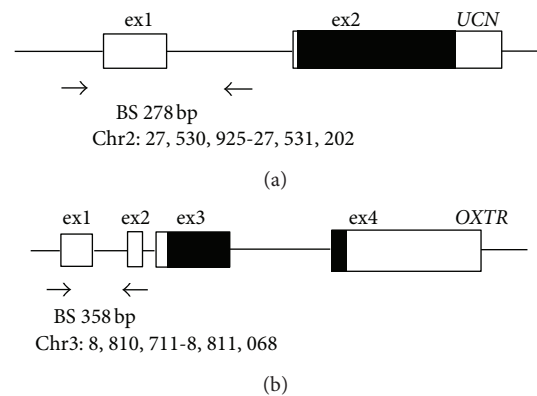 ex1 ex2 UCN
BS 278 bp
Chr2: 27, 530, 925-27, 531, 202
(a)
ex1 ex2 ex3 ex4 OXTR
BS 358 bp
Chr3: 8, 810, 711-8, 811, 068
(b)